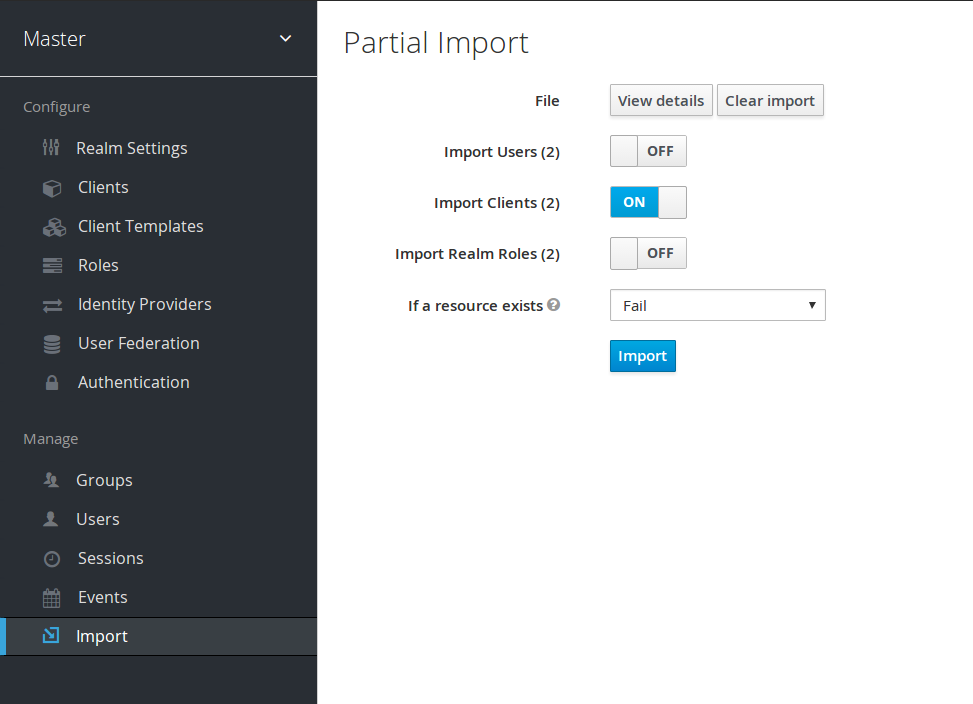 Master
Configure
Realm Settings
Clients
Client Templates
Roles
Identity Providers
User Federation
Authentication
Manage
Groups
Users
Sessions
Events
Import
Partial Import
File View details Clear import
Import Users (2) OFF
Import Clients (2) ON
Import Realm Roles (2) OFF
If a resource exists Fail
Import